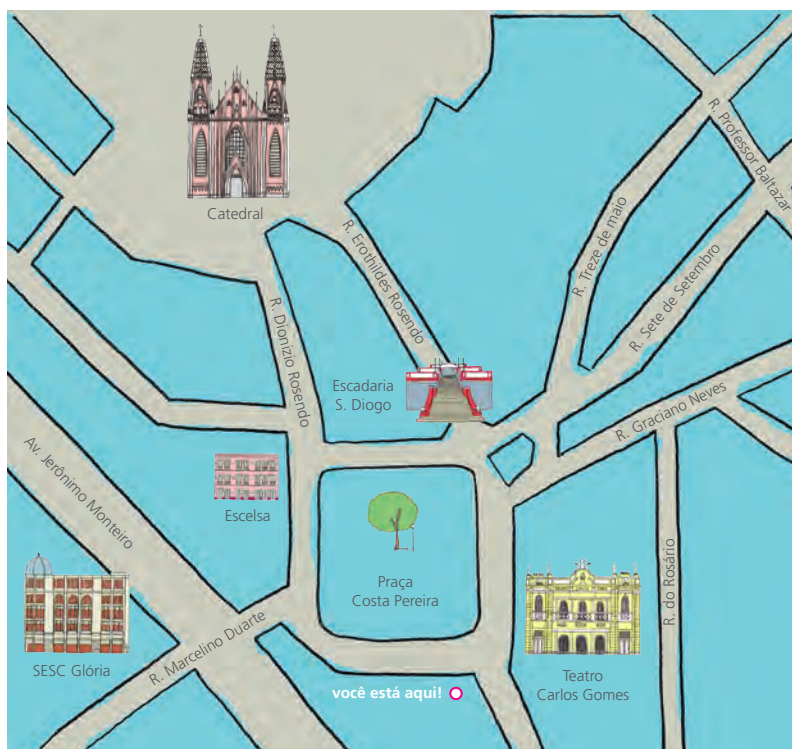 Catedral
R. Professor Baltazar
R. Treze de maio
R. Erothildes Rosendo
R. Sete de Setembro
R. Dionizio Rosendo
Escadaria
S. Diogo
R. Graciano Neves
Av. Jerônimo Monteiro
Escelsa
Praça
Costa Pereira
R. do Rosário
SESC Glória
R. Marcelino Duarte
Teatro
Carlos Gomes
você está aqui!